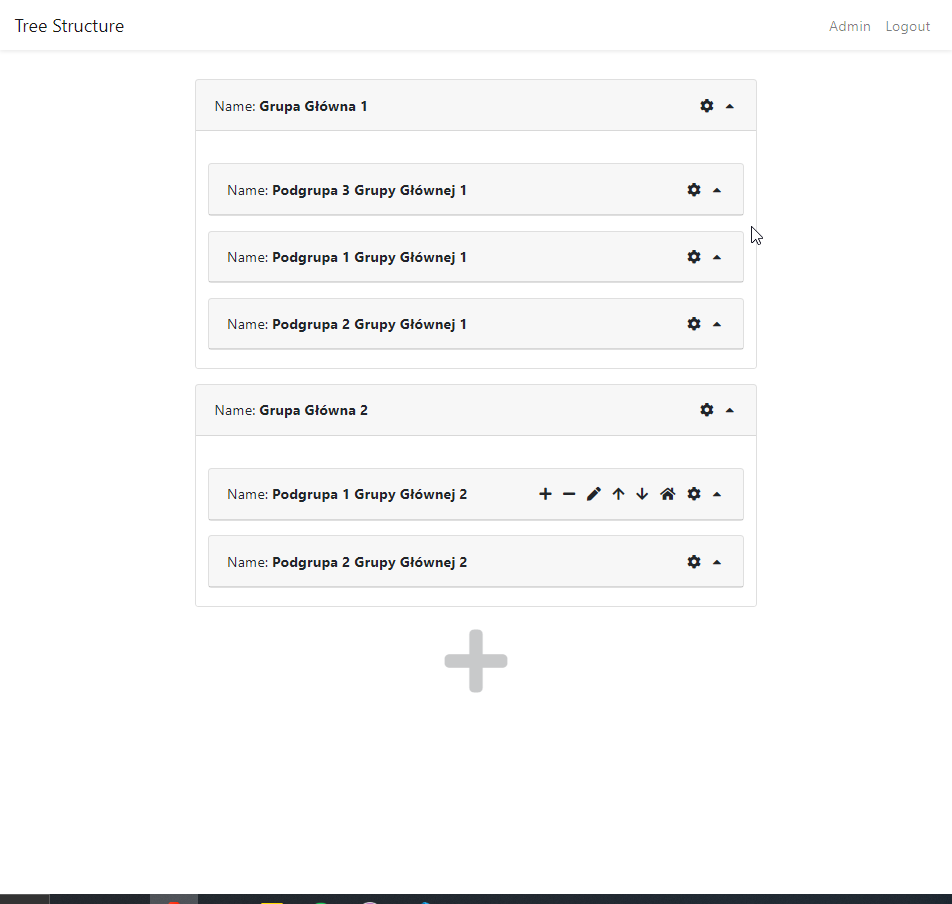 Tree Structure
Admin Logout
Name: Grupa Główna 1
Name: Podgrupa 3 Grupy Głównej 1
Name: Podgrupa 1 Grupy Głównej 1
Name: Podgrupa 2 Grupy Głównej 1
Name: Grupa Główna 2
Name: Podgrupa 1 Grupy Głównej 2
Name: Podgrupa 2 Grupy Głównej 2